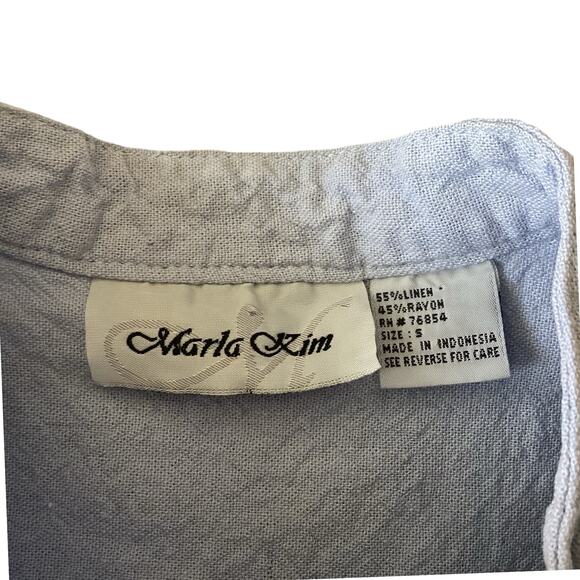 Marla Kim
55%LINEN
45%RAYON
RN# 76854
SIZE : S
MADE IN INDONESIA
SEE REVERSE FOR CARE